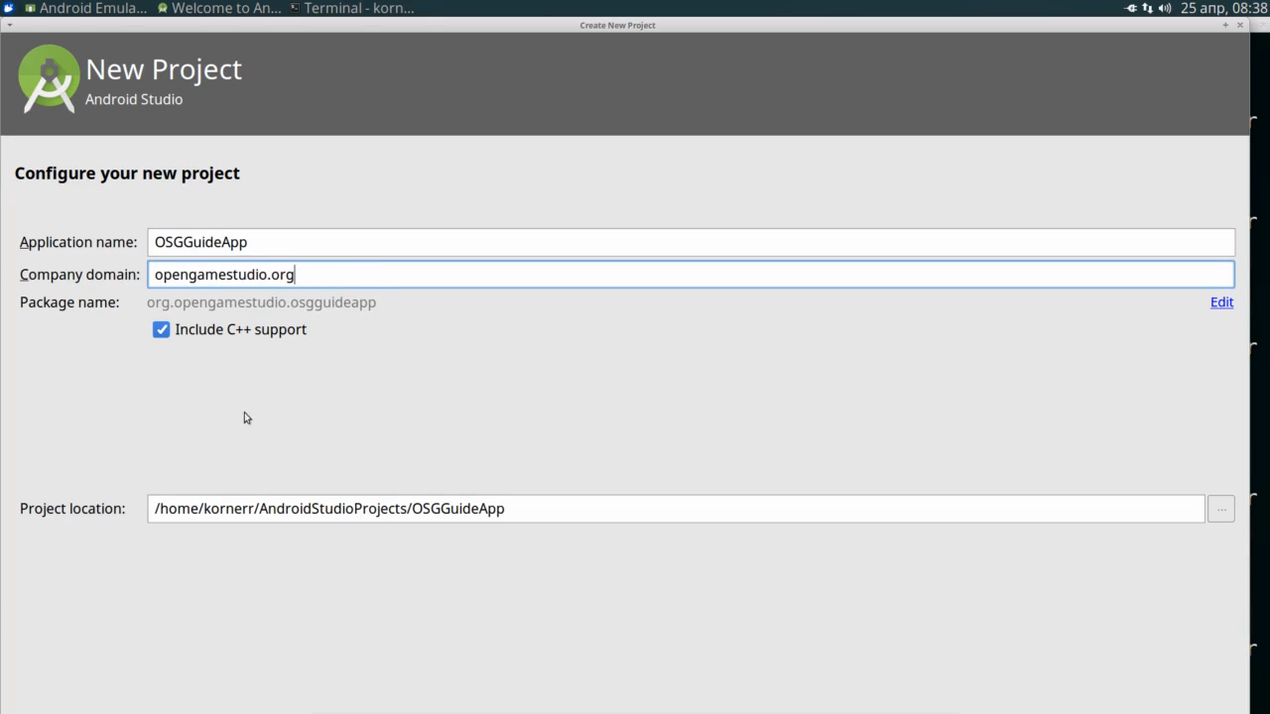 Android Emula... Welcome to An... Terminal - korn... 25 апр, 08:38
Create New Project
New Project
Android Studio
Configure your new project
Application name: OSGGuideApp
Company domain: opengamestudio.org
Package name: org.opengamestudio.osgguideapp Edit
Include C++ support
Project location: /home/kornerr/AndroidStudioProjects/OSGGuideApp ...